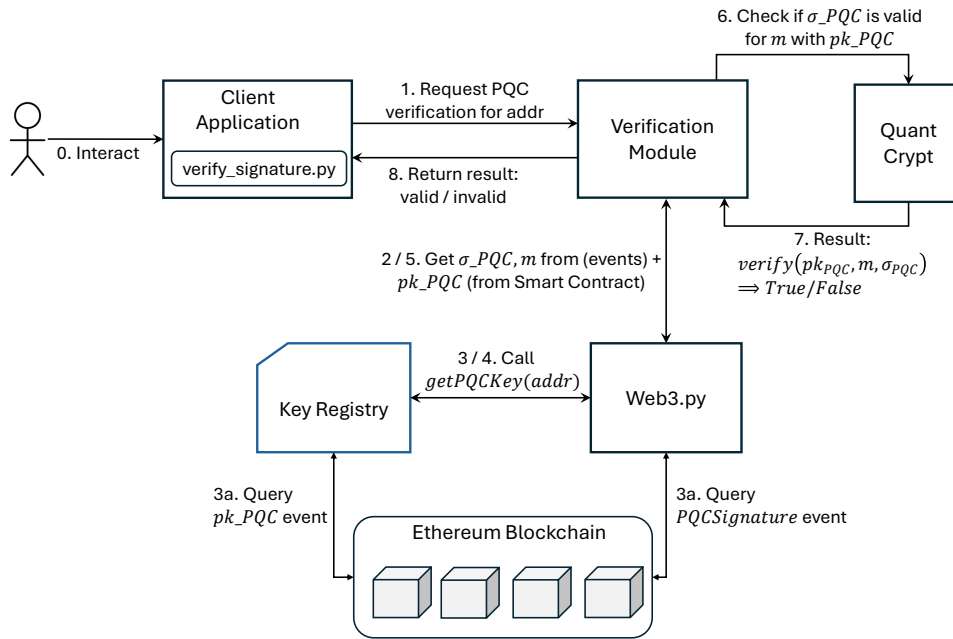 6. Check if σ_PQC is valid
for m with pk_PQC
Client
Application
verify_signature.py
1. Request PQC
verification for addr
Verification
Module
Quant
Crypt
0. Interact
8. Return result:
valid / invalid
7. Result:
verify(pk_PQC, m, σ_PQC)
⟹ True/False
2 / 5. Get σ_PQC, m from (events) +
pk_PQC (from Smart Contract)
3 / 4. Call
getPQCKey(addr)
Key Registry
Web3.py
3a. Query
pk_PQC event
3a. Query
PQCSignature event
Ethereum Blockchain